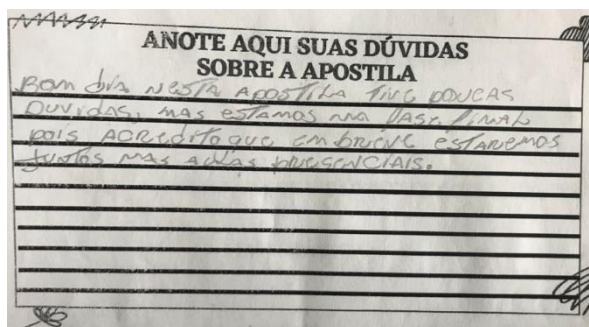 ANOTE AQUI SUAS DÚVIDAS
SOBRE A APOSTILA
Bom dia nesta apostila tive poucas
duvidas, mas estamos na fase final
pois acredito que em breve estaremos
juntos nas aulas presenciais.